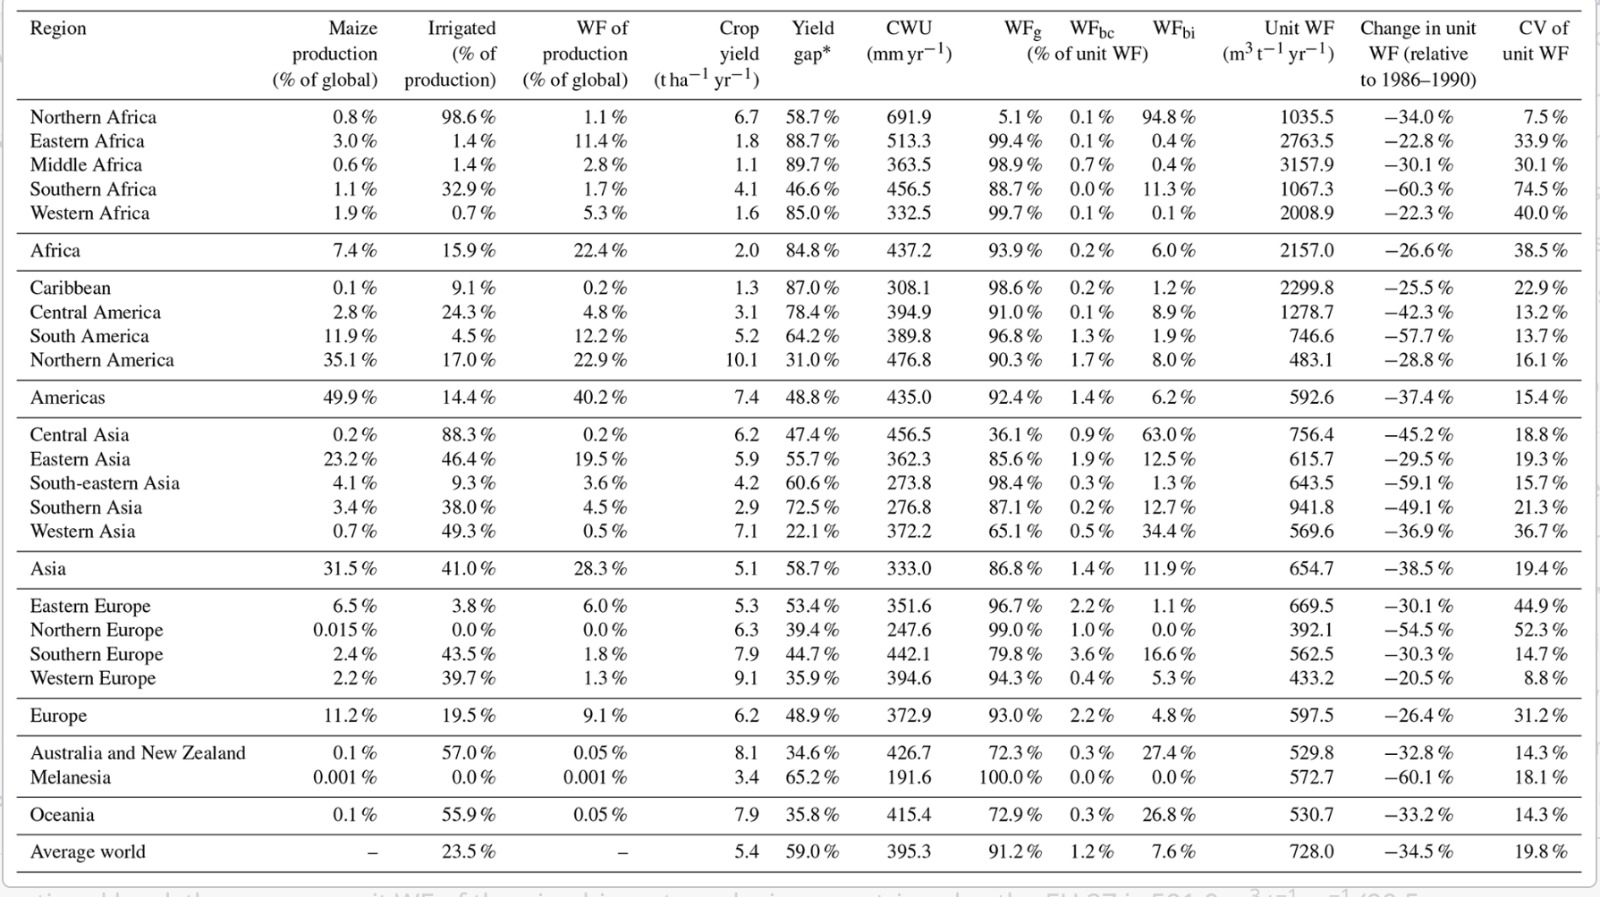 Region Maize Irrigated WF of Crop Yield CWU WFg WFbc WFbi Unit WF Change in unit CV of
production (% of production yield gap* (mm yr−1) (% of unit WF) (m3 t−1 yr−1) WF (relative unit WF
(% of global) production) (% of global) (t ha−1 yr−1) to 1986–1990)
Northern Africa 0.8 % 98.6 % 1.1 % 6.7 58.7 % 691.9 5.1 % 0.1 % 94.8 % 1035.5 −34.0 % 7.5 %
Eastern Africa 3.0 % 1.4 % 11.4 % 1.8 88.7 % 513.3 99.4 % 0.1 % 0.4 % 2763.5 −22.8 % 33.9 %
Middle Africa 0.6 % 1.4 % 2.8 % 1.1 89.7 % 363.5 98.9 % 0.7 % 0.4 % 3157.9 −30.1 % 30.1 %
Southern Africa 1.1 % 32.9 % 1.7 % 4.1 46.6 % 456.5 88.7 % 0.0 % 11.3 % 1067.3 −60.3 % 74.5 %
Western Africa 1.9 % 0.7 % 5.3 % 1.6 85.0 % 332.5 99.7 % 0.1 % 0.1 % 2008.9 −22.3 % 40.0 %
Africa 7.4 % 15.9 % 22.4 % 2.0 84.8 % 437.2 93.9 % 0.2 % 6.0 % 2157.0 −26.6 % 38.5 %
Caribbean 0.1 % 9.1 % 0.2 % 1.3 87.0 % 308.1 98.6 % 0.2 % 1.2 % 2299.8 −25.5 % 22.9 %
Central America 2.8 % 24.3 % 4.8 % 3.1 78.4 % 394.9 91.0 % 0.1 % 8.9 % 1278.7 −42.3 % 13.2 %
South America 11.9 % 4.5 % 12.2 % 5.2 64.2 % 389.8 96.8 % 1.3 % 1.9 % 746.6 −57.7 % 13.7 %
Northern America 35.1 % 17.0 % 22.9 % 10.1 31.0 % 476.8 90.3 % 1.7 % 8.0 % 483.1 −28.8 % 16.1 %
Americas 49.9 % 14.4 % 40.2 % 7.4 48.8 % 435.0 92.4 % 1.4 % 6.2 % 592.6 −37.4 % 15.4 %
Central Asia 0.2 % 88.3 % 0.2 % 6.2 47.4 % 456.5 36.1 % 0.9 % 63.0 % 756.4 −45.2 % 18.8 %
Eastern Asia 23.2 % 46.4 % 19.5 % 5.9 55.7 % 362.3 85.6 % 1.9 % 12.5 % 615.7 −29.5 % 19.3 %
South-eastern Asia 4.1 % 9.3 % 3.6 % 4.2 60.6 % 273.8 98.4 % 0.3 % 1.3 % 643.5 −59.1 % 15.7 %
Southern Asia 3.4 % 38.0 % 4.5 % 2.9 72.5 % 276.8 87.1 % 0.2 % 12.7 % 941.8 −49.1 % 21.3 %
Western Asia 0.7 % 49.3 % 0.5 % 7.1 22.1 % 372.2 65.1 % 0.5 % 34.4 % 569.6 −36.9 % 36.7 %
Asia 31.5 % 41.0 % 28.3 % 5.1 58.7 % 333.0 86.8 % 1.4 % 11.9 % 654.7 −38.5 % 19.4 %
Eastern Europe 6.5 % 3.8 % 6.0 % 5.3 53.4 % 351.6 96.7 % 2.2 % 1.1 % 669.5 −30.1 % 44.9 %
Northern Europe 0.015 % 0.0 % 0.0 % 6.3 39.4 % 247.6 99.0 % 1.0 % 0.0 % 392.1 −54.5 % 52.3 %
Southern Europe 2.4 % 43.5 % 1.8 % 7.9 44.7 % 442.1 79.8 % 3.6 % 16.6 % 562.5 −30.3 % 14.7 %
Western Europe 2.2 % 39.7 % 1.3 % 9.1 35.9 % 394.6 94.3 % 0.4 % 5.3 % 433.2 −20.5 % 8.8 %
Europe 11.2 % 19.5 % 9.1 % 6.2 48.9 % 372.9 93.0 % 2.2 % 4.8 % 597.5 −26.4 % 31.2 %
Australia and New Zealand 0.1 % 57.0 % 0.05 % 8.1 34.6 % 426.7 72.3 % 0.3 % 27.4 % 529.8 −32.8 % 14.3 %
Melanesia 0.001 % 0.0 % 0.001 % 3.4 65.2 % 191.6 100.0 % 0.0 % 0.0 % 572.7 −60.1 % 18.1 %
Oceania 0.1 % 55.9 % 0.05 % 7.9 35.8 % 415.4 72.9 % 0.3 % 26.8 % 530.7 −33.2 % 14.3 %
Average world – 23.5 % – 5.4 59.0 % 395.3 91.2 % 1.2 % 7.6 % 728.0 −34.5 % 19.8 %